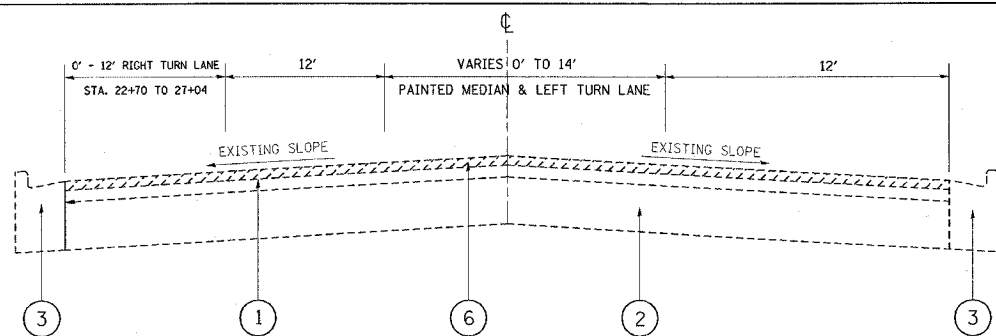 ℄
0' - 12' RIGHT TURN LANE
STA. 22+70 TO 27+04
12'
VARIES 0' TO 14'
PAINTED MEDIAN & LEFT TURN LANE
12'
EXISTING SLOPE
EXISTING SLOPE
3
1
6
2
3